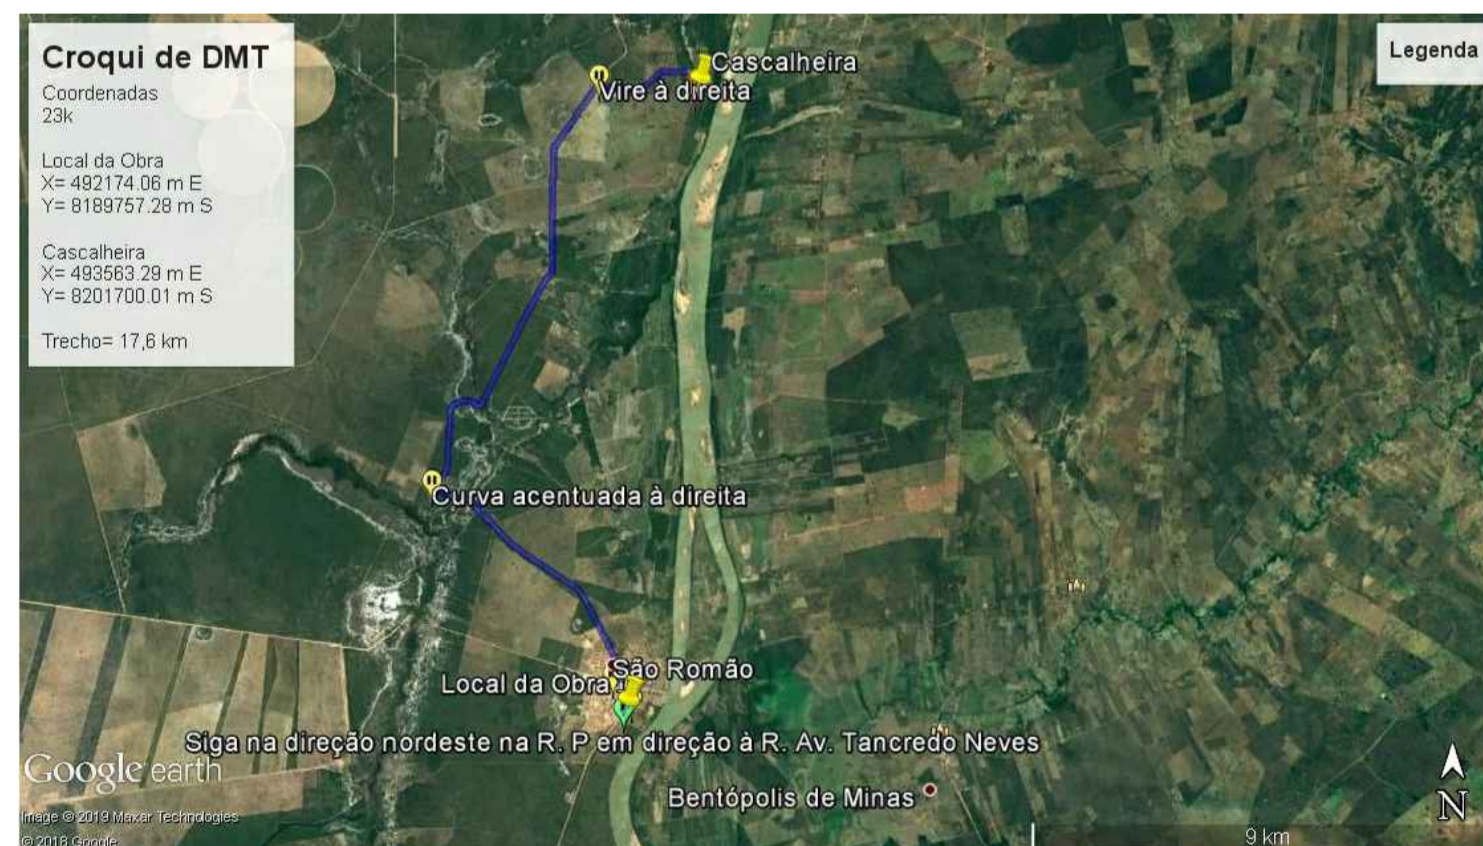 Croqui de DMT
Coordenadas
23k
Local da Obra
X= 492174.06 m E
Y= 8189757.28 m S
Cascalheira
X= 493563.29 m E
Y= 8201700.01 m S
Trecho= 17,6 km
Legenda
Cascalheira
Vire à direita
Curva acentuada à direita
São Romão
Local da Obra
Siga na direção nordeste na R. P em direção à R. Av. Tancredo Neves
Bentópolis de Minas
Google earth
Image © 2019 Maxar Technologies
© 2018 Google
9 km
N